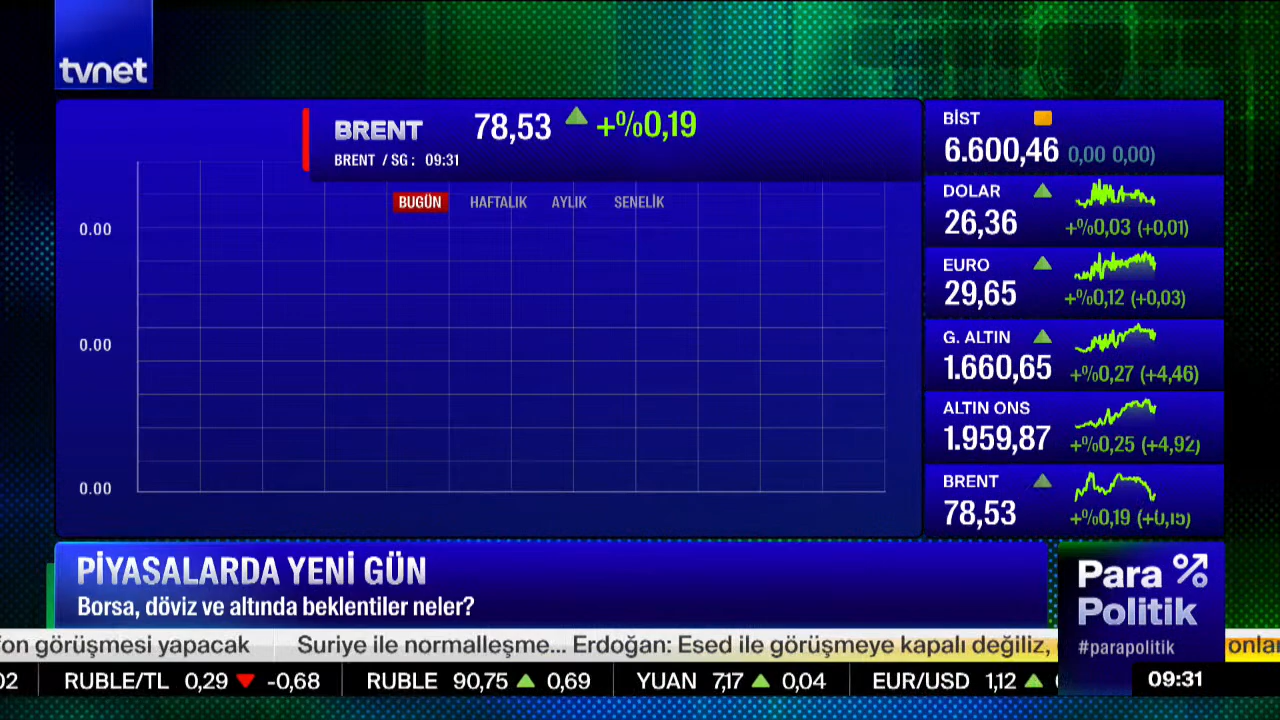 tvnet
BRENT 78,53 +%0,19
BRENT / SG : 09:31
BUGÜN HAFTALIK AYLIK SENELİK
0.00
0.00
0.00
BİST
6.600,46 0,00 0,00)
DOLAR
26,36 +%0,03 (+0,01)
EURO
29,65 +%0,12 (+0,03)
G. ALTIN
1.660,65 +%0,27 (+4,46)
ALTIN ONS
1.959,87 +%0,25 (+4,92)
BRENT
78,53 +%0,19 (+0,15)
PİYASALARDA YENİ GÜN
Borsa, döviz ve altında beklentiler neler?
Para
Politik
#parapolitik
fon görüşmesi yapacak Suriye ile normalleşme... Erdoğan: Esed ile görüşmeye kapalı değiliz, onlar
02 RUBLE/TL 0,29 -0,68 RUBLE 90,75 0,69 YUAN 7,17 0,04 EUR/USD 1,12
09:31